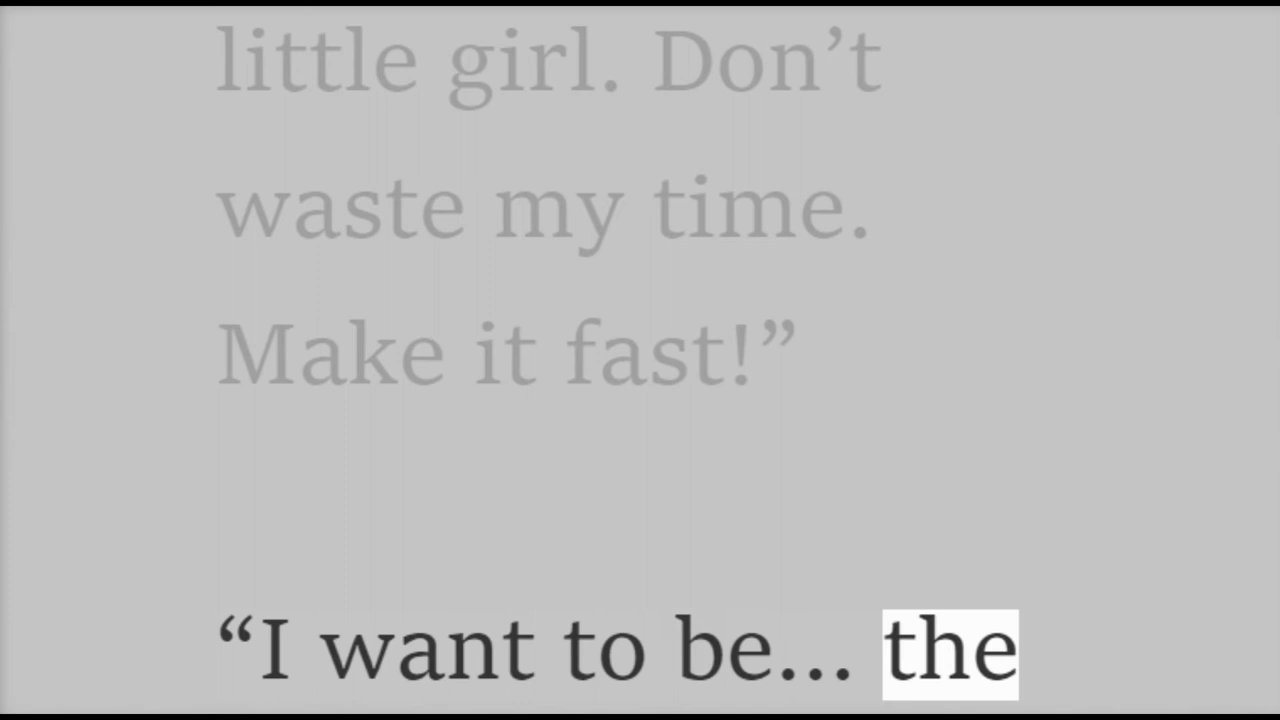 little girl. Don’t
waste my time.
Make it fast!”
“I want to be... the